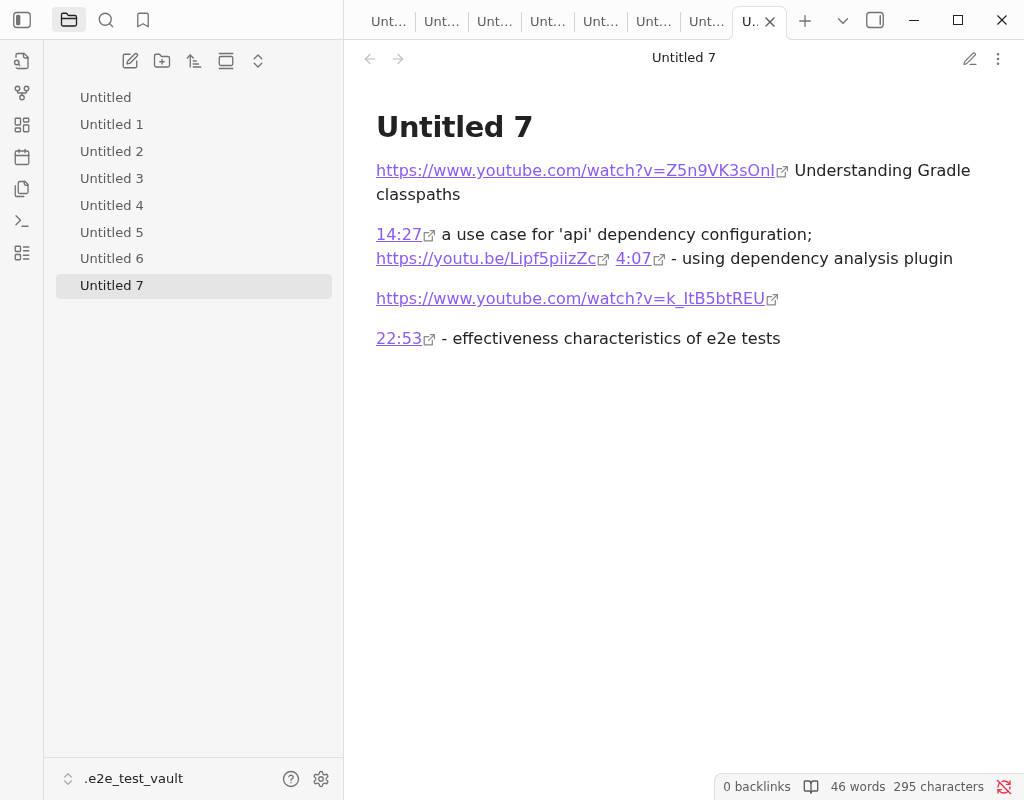 Unt...
Unt...
Unt...
Unt...
Unt...
Unt...
Unt...
U..
Untitled 7
Untitled
Untitled 1
Untitled 2
Untitled 3
Untitled 4
Untitled 5
Untitled 6
Untitled 7
Untitled 7
https://www.youtube.com/watch?v=Z5n9VK3sOnI Understanding Gradle
classpaths
14:27 a use case for 'api' dependency configuration;
https://youtu.be/Lipf5piizZc 4:07 - using dependency analysis plugin
https://www.youtube.com/watch?v=k_ItB5btREU
22:53 - effectiveness characteristics of e2e tests
.e2e_test_vault
0 backlinks 46 words 295 characters